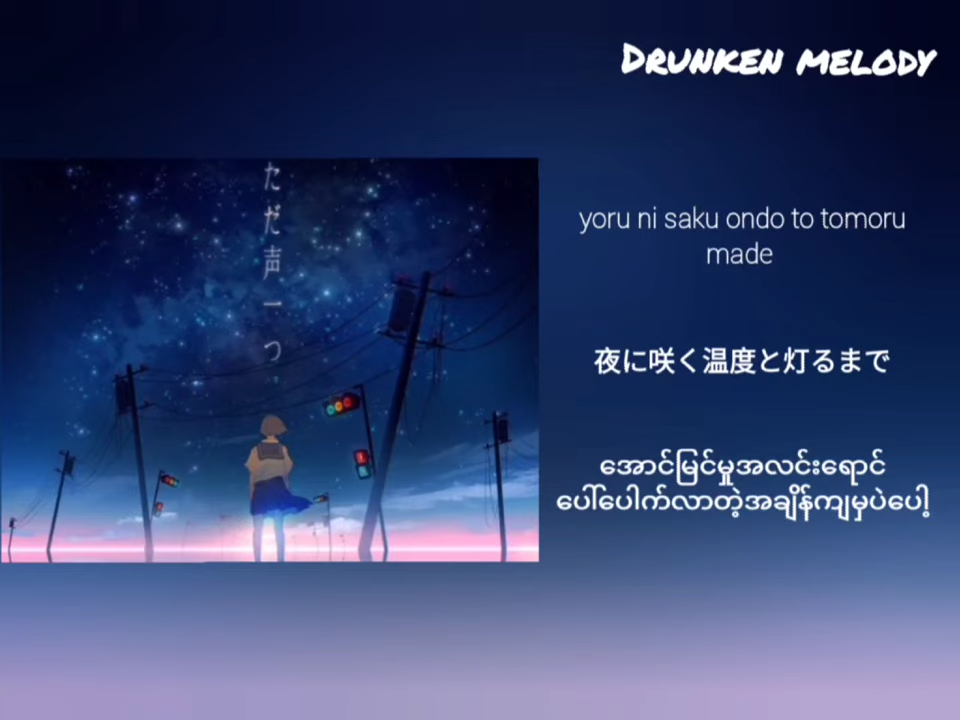 DRUNKEN MELODY
ただ声一つ
yoru ni saku ondo to tomoru
made
夜に咲く温度と灯るまで
အောင်မြင်မှုအလင်းရောင်
ပေါ်ပေါက်လာတဲ့အချိန်ကျမှပဲပေါ့